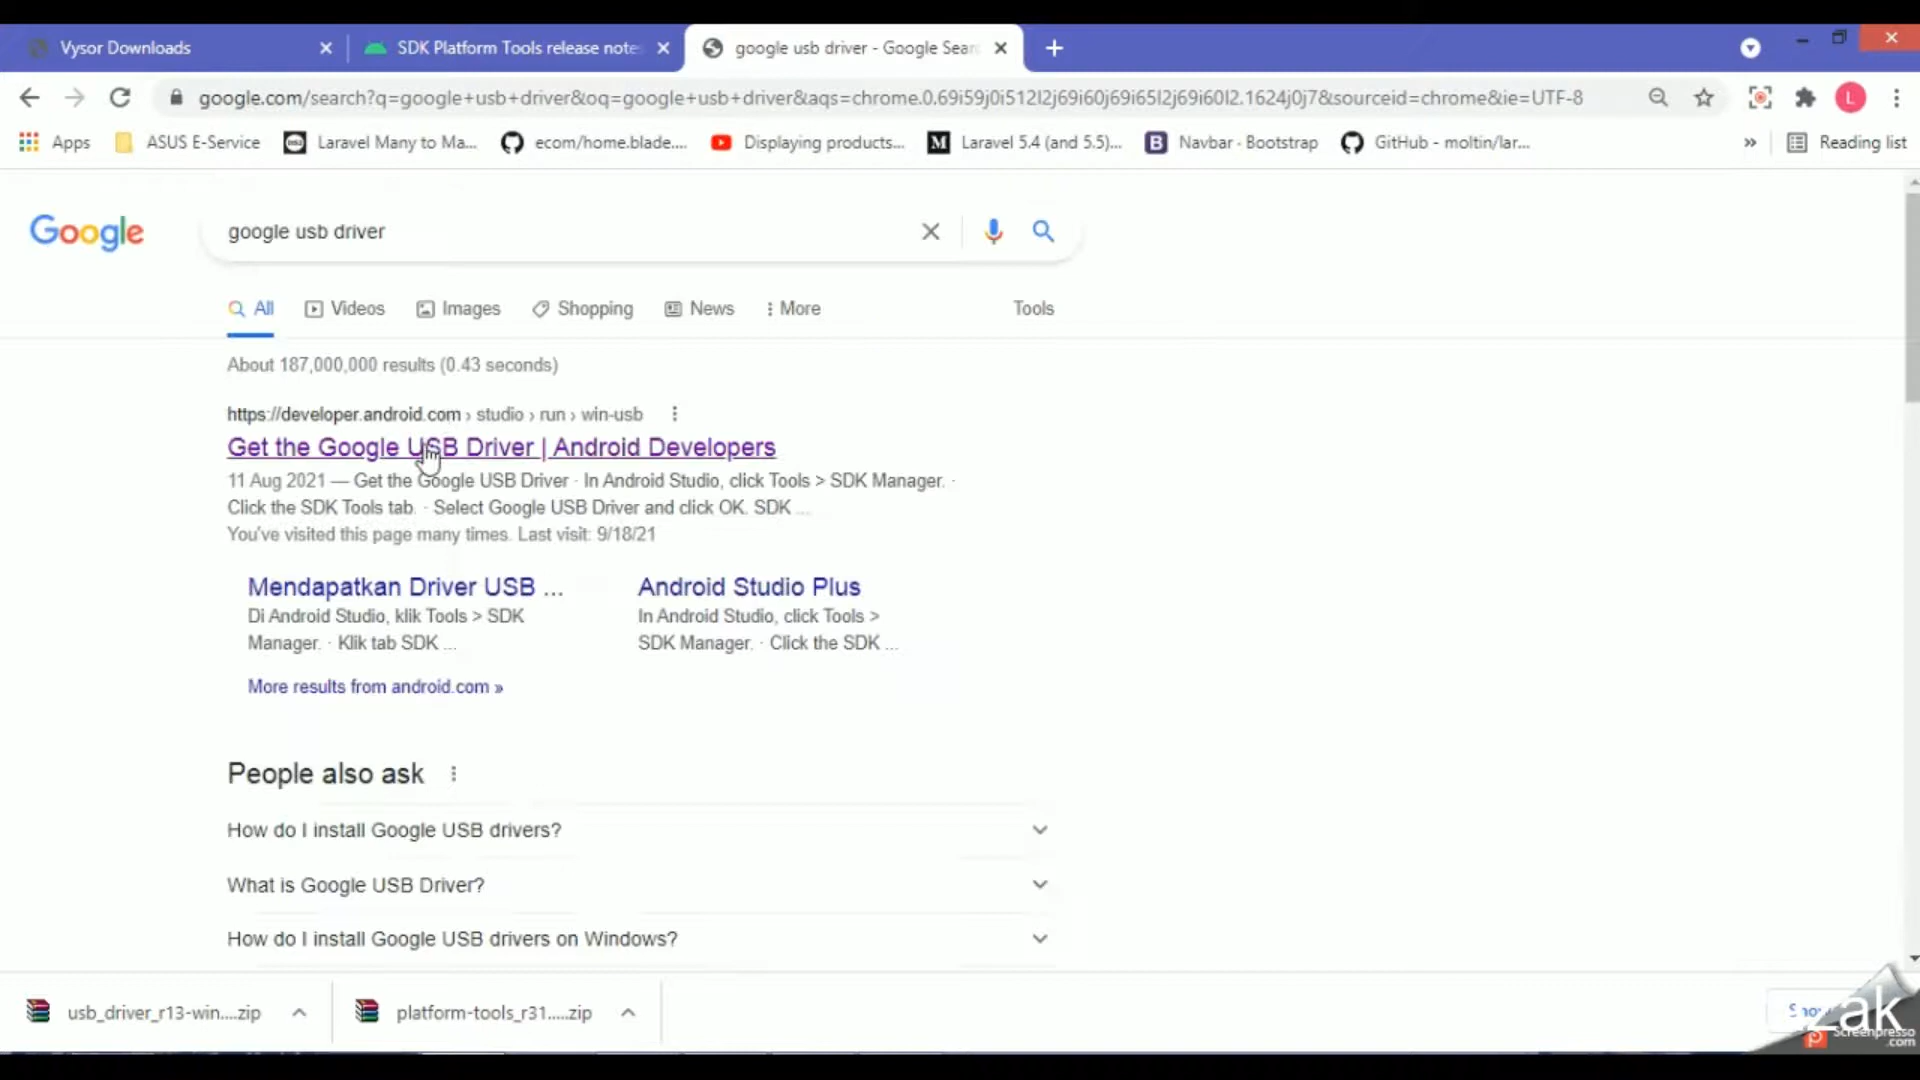 Vysor Downloads
SDK Platform Tools release note
google usb driver - Google Sear
google.com/search?q=google+usb+driver&oq=google+usb+driver&aqs=chrome.0.69i59j0i512l2j69i60j69i65l2j69i60l2.1624j0j7&sourceid=chrome&ie=UTF-8
L
Apps
ASUS E-Service
Laravel Many to Ma...
ecom/home.blade....
Displaying products...
M
Laravel 5.4 (and 5.5)...
B
Navbar · Bootstrap
GitHub - moltin/lar...
»
Reading list
Google
google usb driver
All
Videos
Images
Shopping
News
More
Tools
About 187,000,000 results (0.43 seconds)
https://developer.android.com › studio › run › win-usb
Get the Google USB Driver | Android Developers
11 Aug 2021 — Get the Google USB Driver · In Android Studio, click Tools > SDK Manager. ·
Click the SDK Tools tab. · Select Google USB Driver and click OK. SDK ...
You've visited this page many times. Last visit: 9/18/21
Mendapatkan Driver USB ...
Di Android Studio, klik Tools > SDK
Manager. · Klik tab SDK ...
Android Studio Plus
In Android Studio, click Tools >
SDK Manager. · Click the SDK ...
More results from android.com »
People also ask
How do I install Google USB drivers?
What is Google USB Driver?
How do I install Google USB drivers on Windows?
usb_driver_r13-win....zip
platform-tools_r31.....zip
zak
Screenpresso
.com